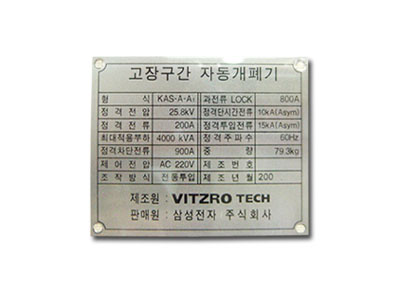 고장구간 자동개폐기
형 식 KAS-A-A₁ 과전류 LOCK 800A
정격전압 25.8kV 정격단시간전류 10kA(Asym)
정격전류 200A 정격투입전류 15kA(Asym)
최대적용부하 4000 kVA 정격주파수 60Hz
정격차단전류 900A 중 량 79.3kg
제어전압 AC 220V 제조번호
조작방식 전동투입 제조년월 200
제조원 : VITZRO TECH
판매원 : 삼성전자 주식회사